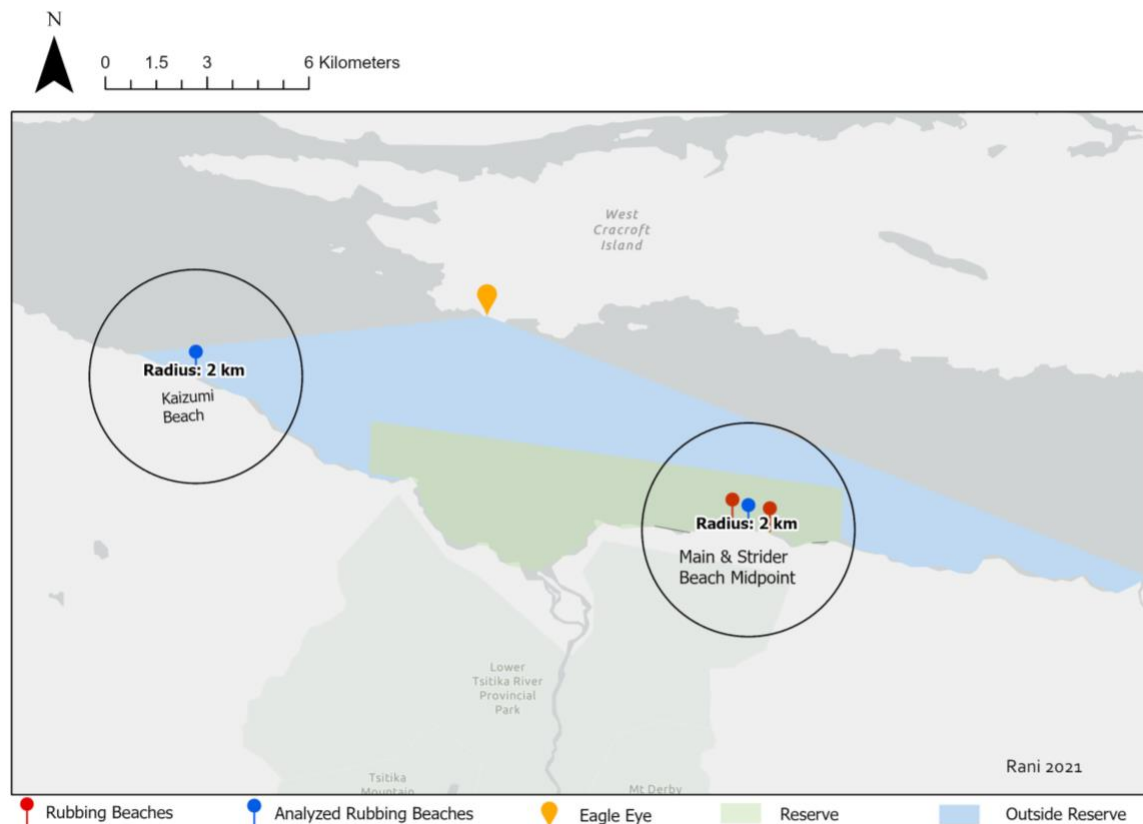 N
0 1.5 3 6 Kilometers
West
Cracroft
Island
Radius: 2 km
Kaizumi
Beach
Radius: 2 km
Main & Strider
Beach Midpoint
Lower
Tsitika River
Provincial
Park
Rani 2021
Tsitika
Mountain
Mt Derby
Rubbing Beaches
Analyzed Rubbing Beaches
Eagle Eye
Reserve
Outside Reserve